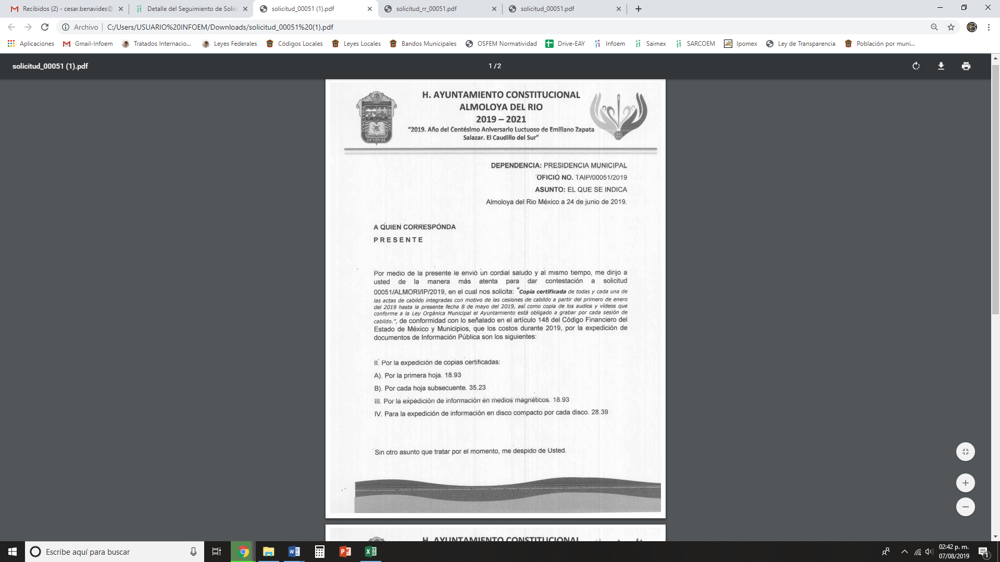 Recibidos (2) - cesar.benavides@
Detalle del Seguimiento de Solici
solicitud_00051 (1).pdf
solicitud_rr_00051.pdf
solicitud_00051.pdf
Archivo
C:/Users/USUARIO%20INFOEM/Downloads/solicitud_00051%20(1).pdf
Aplicaciones
Gmail-Infoem
Tratados Internacio...
Leyes Federales
Códigos Locales
Leyes Locales
Bandos Municipales
OSFEM Normatividad
Drive-EAY
Infoem
Saimex
SARCOEM
Ipomex
Ley de Transparencia
Población por muni...
solicitud_00051 (1).pdf
1 / 2
H. AYUNTAMIENTO CONSTITUCIONAL
ALMOLOYA DEL RIO
2019 – 2021
"2019. Año del Centésimo Aniversario Luctuoso de Emiliano Zapata
Salazar. El Caudillo del Sur"
DEPENDENCIA: PRESIDENCIA MUNICIPAL
OFICIO NO. TAIP/00051/2019
ASUNTO: EL QUE SE INDICA
Almoloya del Rio México a 24 de junio de 2019.
A QUIEN CORRESPONDA
P R E S E N T E
Por medio de la presente le envió un cordial saludo y al mismo tiempo, me dirijo a
usted de la manera más atenta para dar contestación a solicitud
00051/ALMORI/IP/2019, en el cual nos solicita: "Copia certificada de todas y cada una de
las actas de cabildo integradas con motivo de las cesiones de cabildo a partir del primero de enero
del 2019 hasta la presente fecha 8 de mayo del 2019, así como copia de los audios y vídeos que
conforme a la Ley Orgánica Municipal el Ayuntamiento está obligado a grabar por cada sesión de
cabildo.", de conformidad con lo señalado en el artículo 148 del Código Financiero del
Estado de México y Municipios, que los costos durante 2019, por la expedición de
documentos de Información Pública son los siguientes:
II. Por la expedición de copias certificadas:
A). Por la primera hoja. 18.93
B). Por cada hoja subsecuente. 35.23
III. Por la expedición de información en medios magnéticos. 18.93
IV. Para la expedición de información en disco compacto por cada disco. 28.39
Sin otro asunto que tratar por el momento, me despido de Usted.
H. AYUNTAMIENTO CONSTITUCIONAL
Escribe aquí para buscar
02:42 p. m.
07/08/2019
1